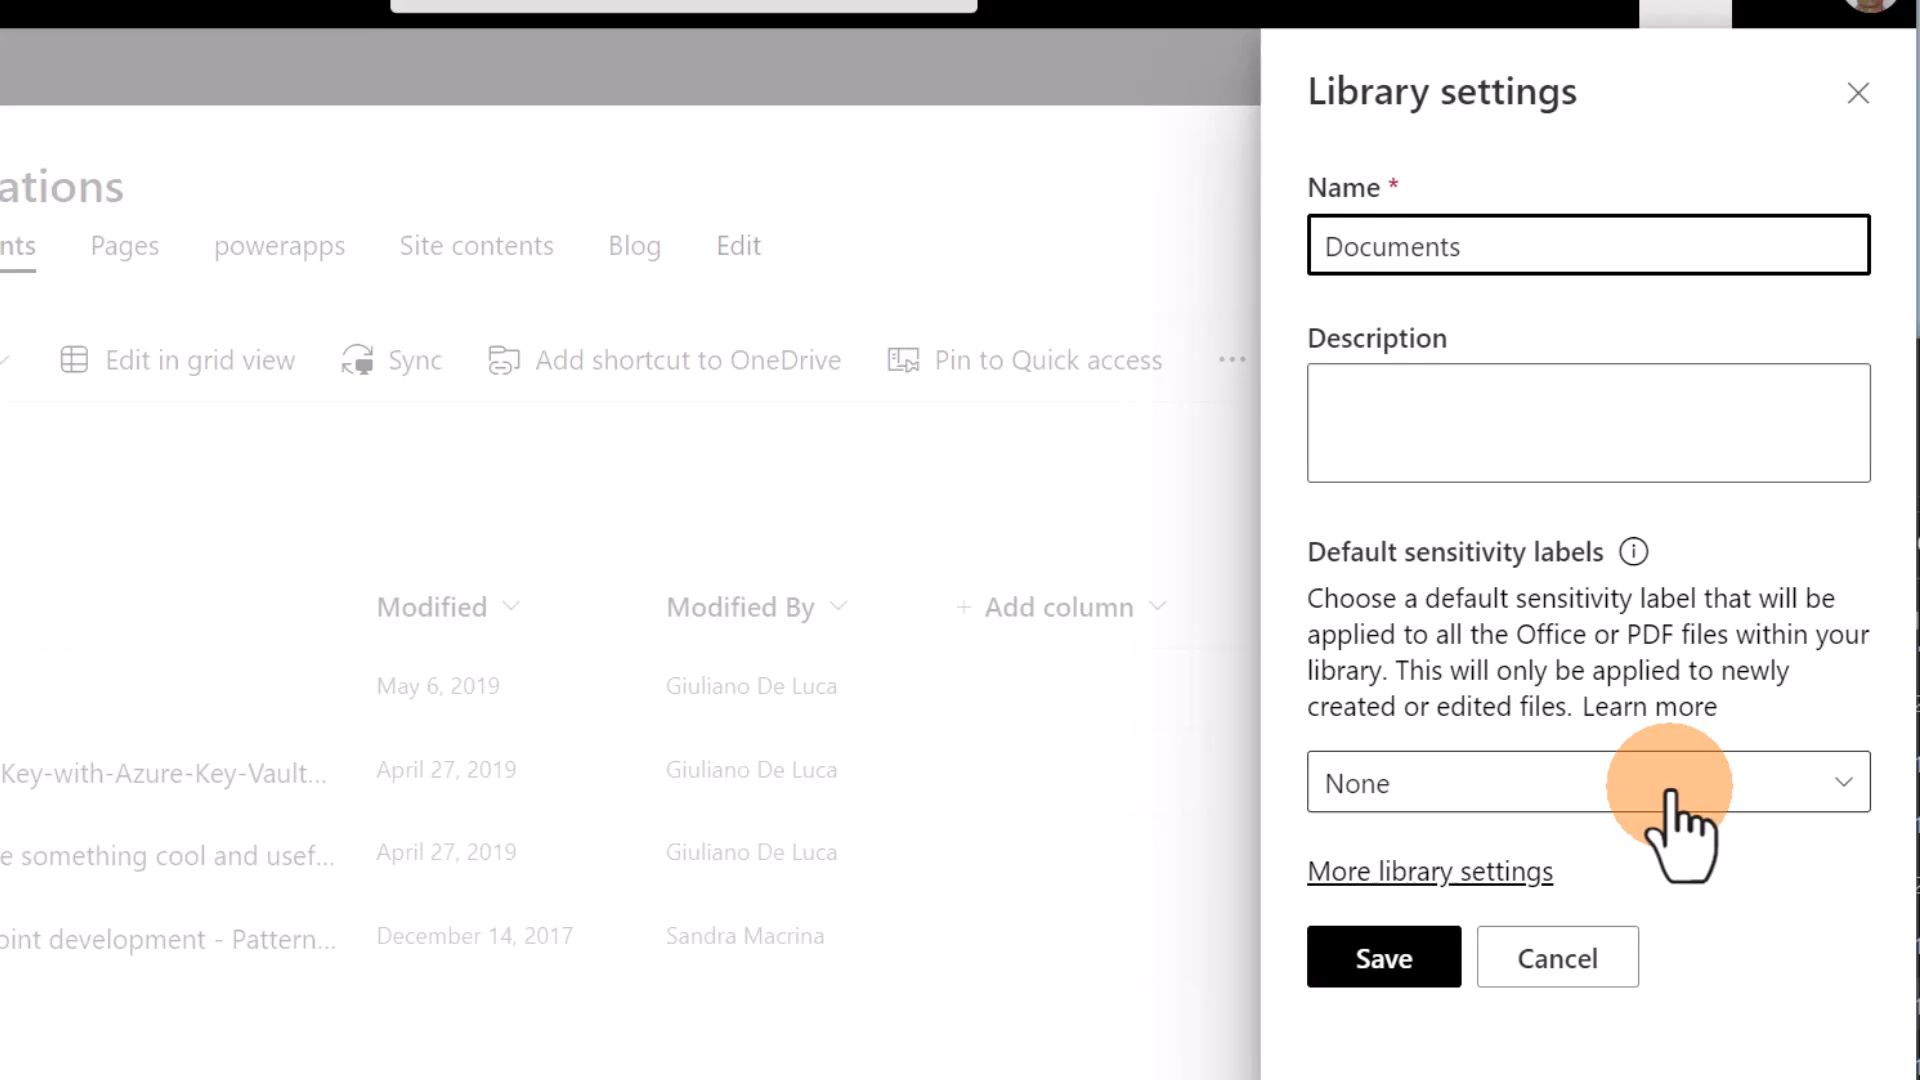 Library settings
ations
Name *
Documents
nts Pages powerapps Site contents Blog Edit
Edit in grid view Sync Add shortcut to OneDrive Pin to Quick access ...
Description
Default sensitivity labels
Choose a default sensitivity label that will be
applied to all the Office or PDF files within your
library. This will only be applied to newly
created or edited files. Learn more
None
More library settings
Save Cancel
Modified Modified By + Add column
May 6, 2019 Giuliano De Luca
Key-with-Azure-Key-Vault... April 27, 2019 Giuliano De Luca
e something cool and usef... April 27, 2019 Giuliano De Luca
oint development - Pattern... December 14, 2017 Sandra Macrina